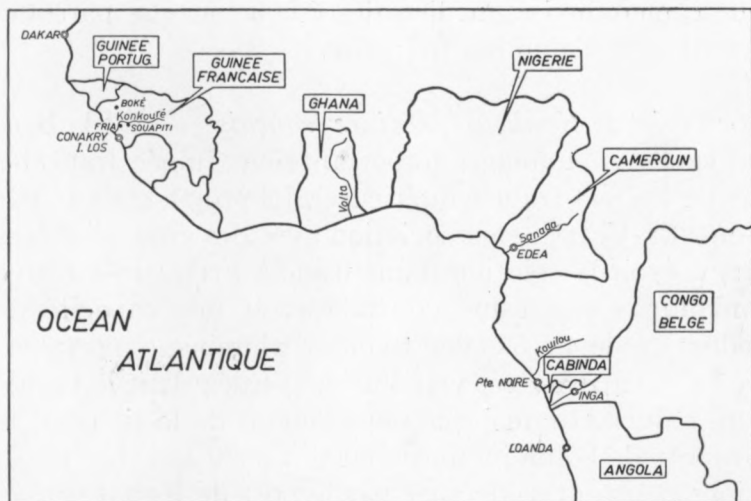 DAKAR
GUINEE
PORTUG.
GUINEE
FRANCAISE
BOKÉ
Konkouré
FRIA
SOUAPITI
CONAKRY
I. LOS
GHANA
Volta
NIGERIE
CAMEROUN
Sanaga
EDEA
CONGO
BELGE
OCEAN
ATLANTIQUE
Kouilou
CABINDA
Pte. NOIRE
INGA
LOANDA
ANGOLA